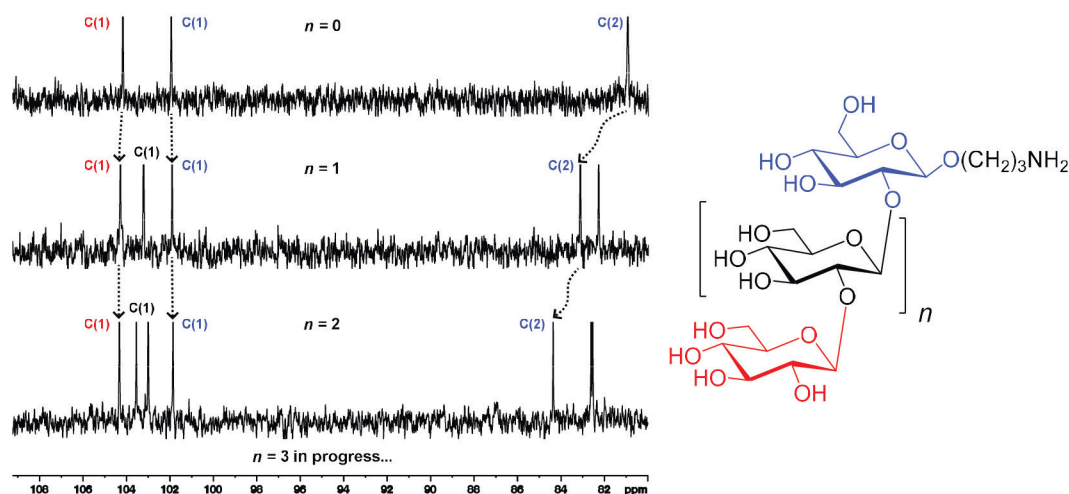 C(1) C(1) n = 0 C(2)
C(1) C(1) C(1) n = 1 C(2)
C(1) C(1) C(1) n = 2 C(2)
n = 3 in progress...
108 106 104 102 100 98 96 94 92 90 88 86 84 82 ppm
OH
HO O O(CH₂)₃NH2
HO
O
HO
HO O
HO
O n
HO
HO O
HO
OH